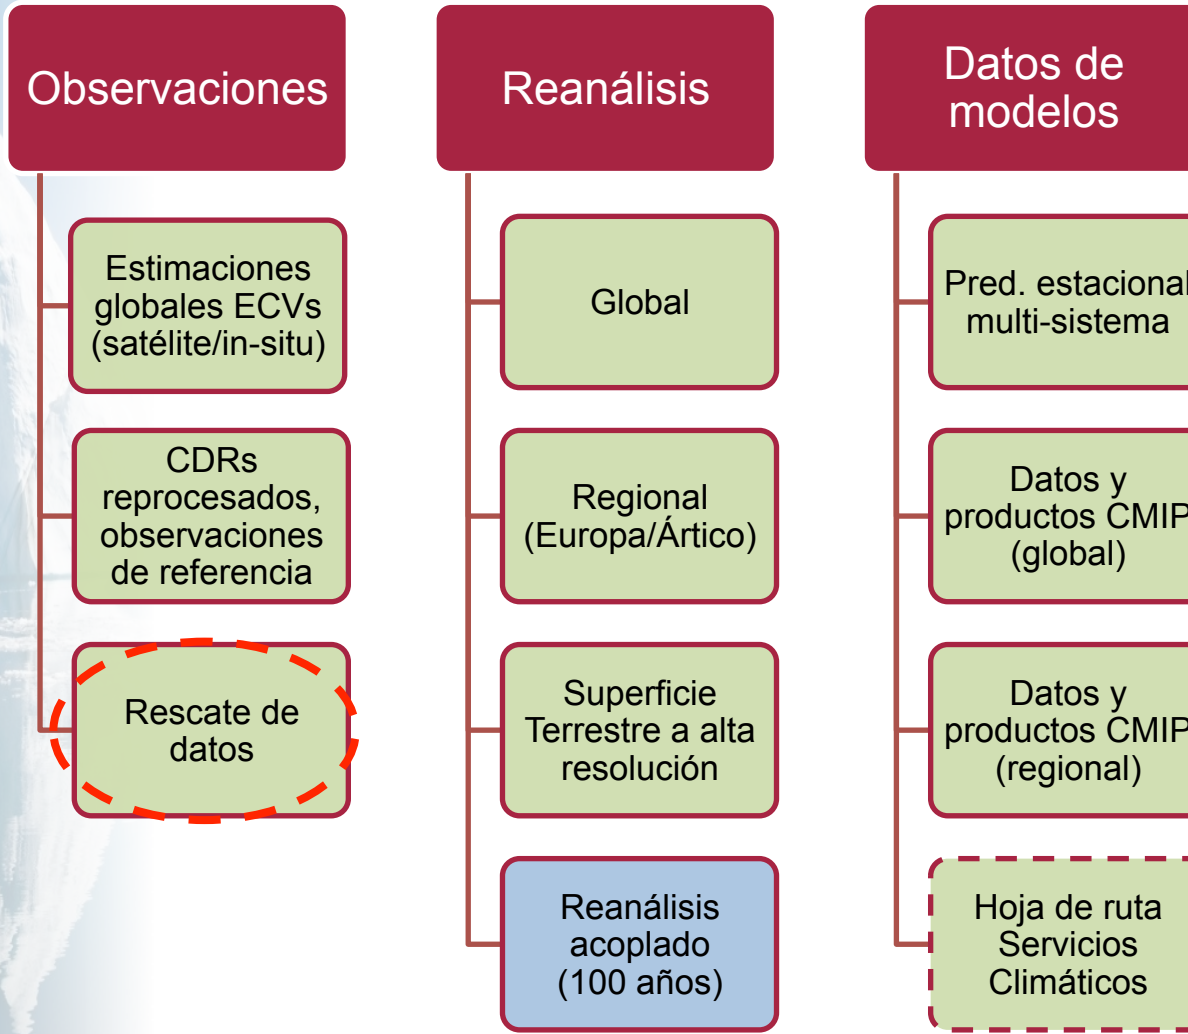 Observaciones
Estimaciones
globales ECVs
(satélite/in-situ)
CDRs
reprocesados,
observaciones
de referencia
Rescate de
datos
Reanálisis
Global
Regional
(Europa/Ártico)
Superficie
Terrestre a alta
resolución
Reanálisis
acoplado
(100 años)
Datos de
modelos
Pred. estacional
multi-sistema
Datos y
productos CMIP
(global)
Datos y
productos CMIP
(regional)
Hoja de ruta
Servicios
Climáticos